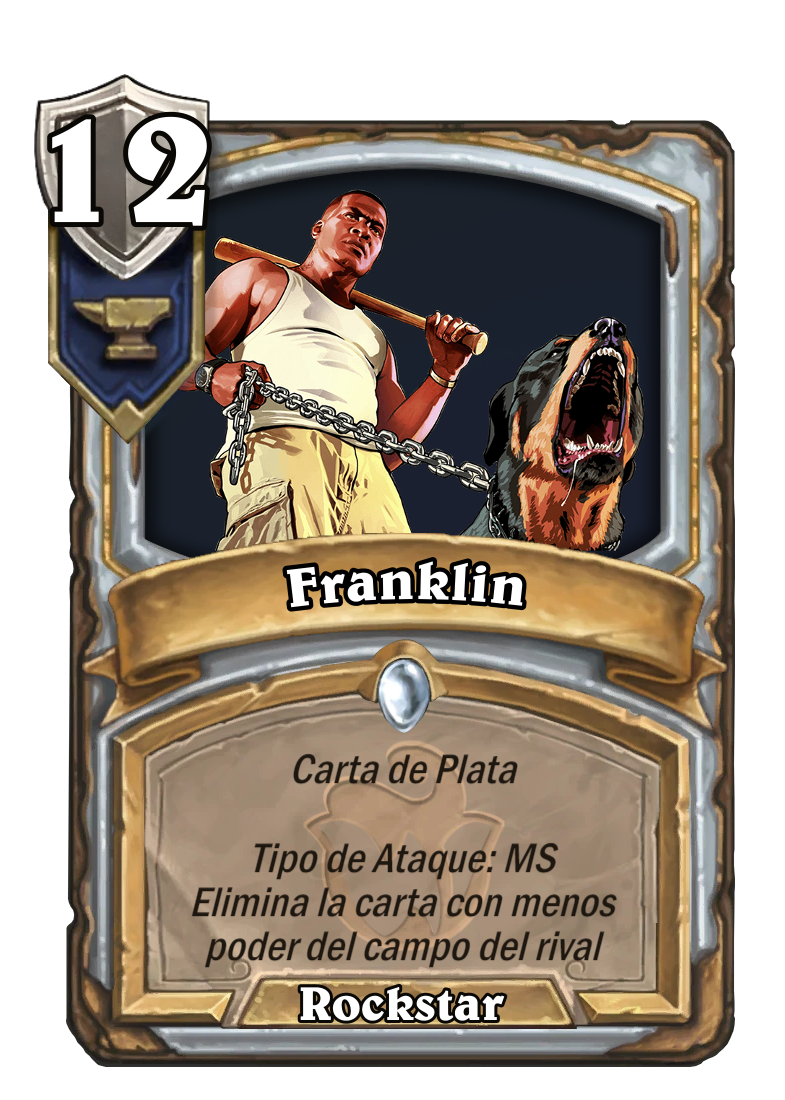 12
Franklin
Carta de Plata
Tipo de Ataque: MS
Elimina la carta con menos
poder del campo del rival
Rockstar